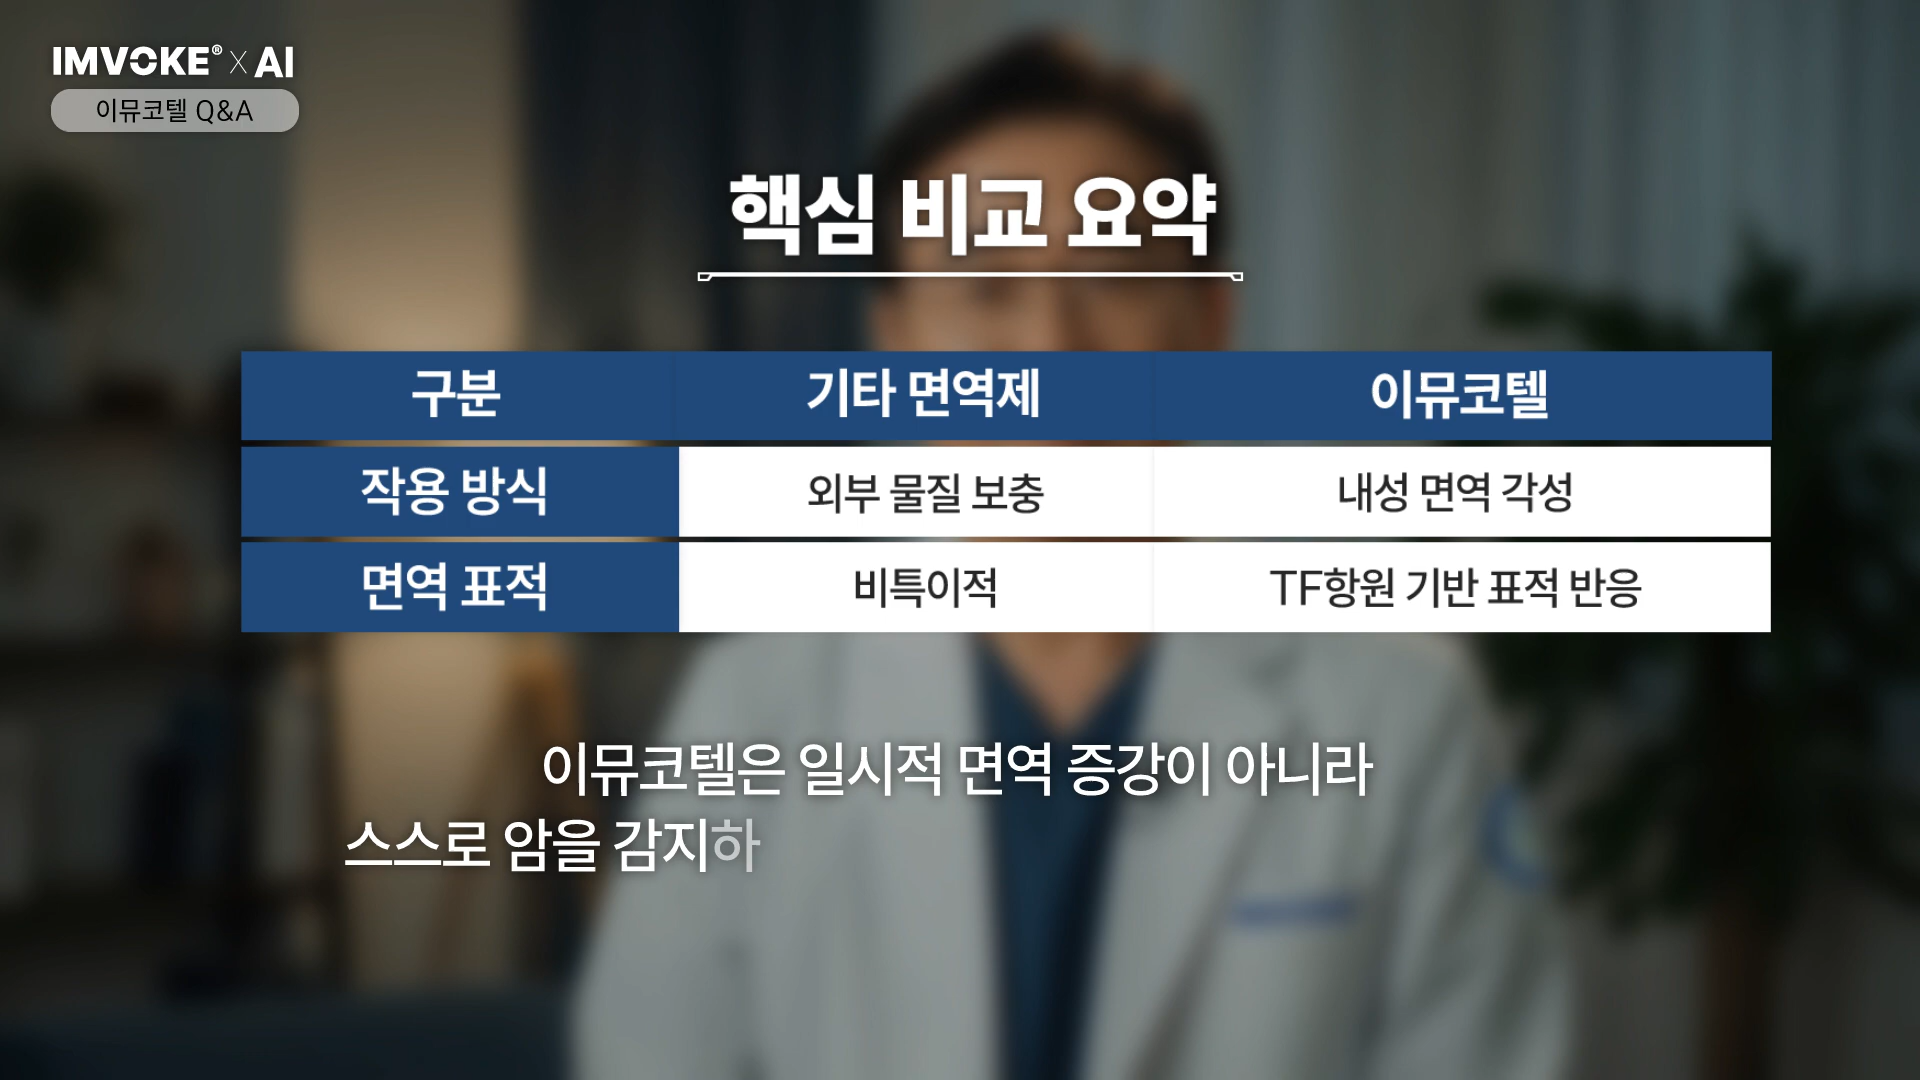 IMVOKE® X AI
이뮤코텔 Q&A
핵심 비교 요약
구분 기타 면역제 이뮤코텔
작용 방식 외부 물질 보충 내성 면역 각성
면역 표적 비특이적 TF항원 기반 표적 반응
이뮤코텔은 일시적 면역 증강이 아니라
스스로 암을 감지하